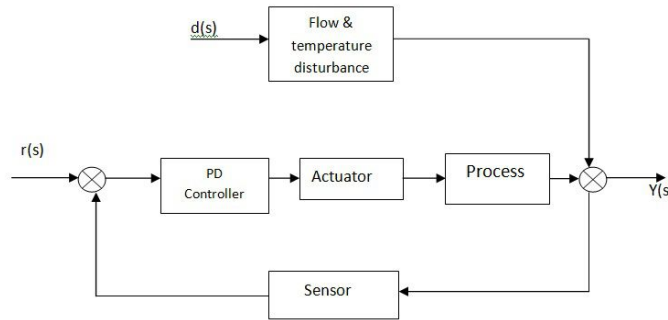 d(s)
Flow &
temperature
disturbance
r(s)
PD
Controller
Actuator
Process
Y(s
Sensor